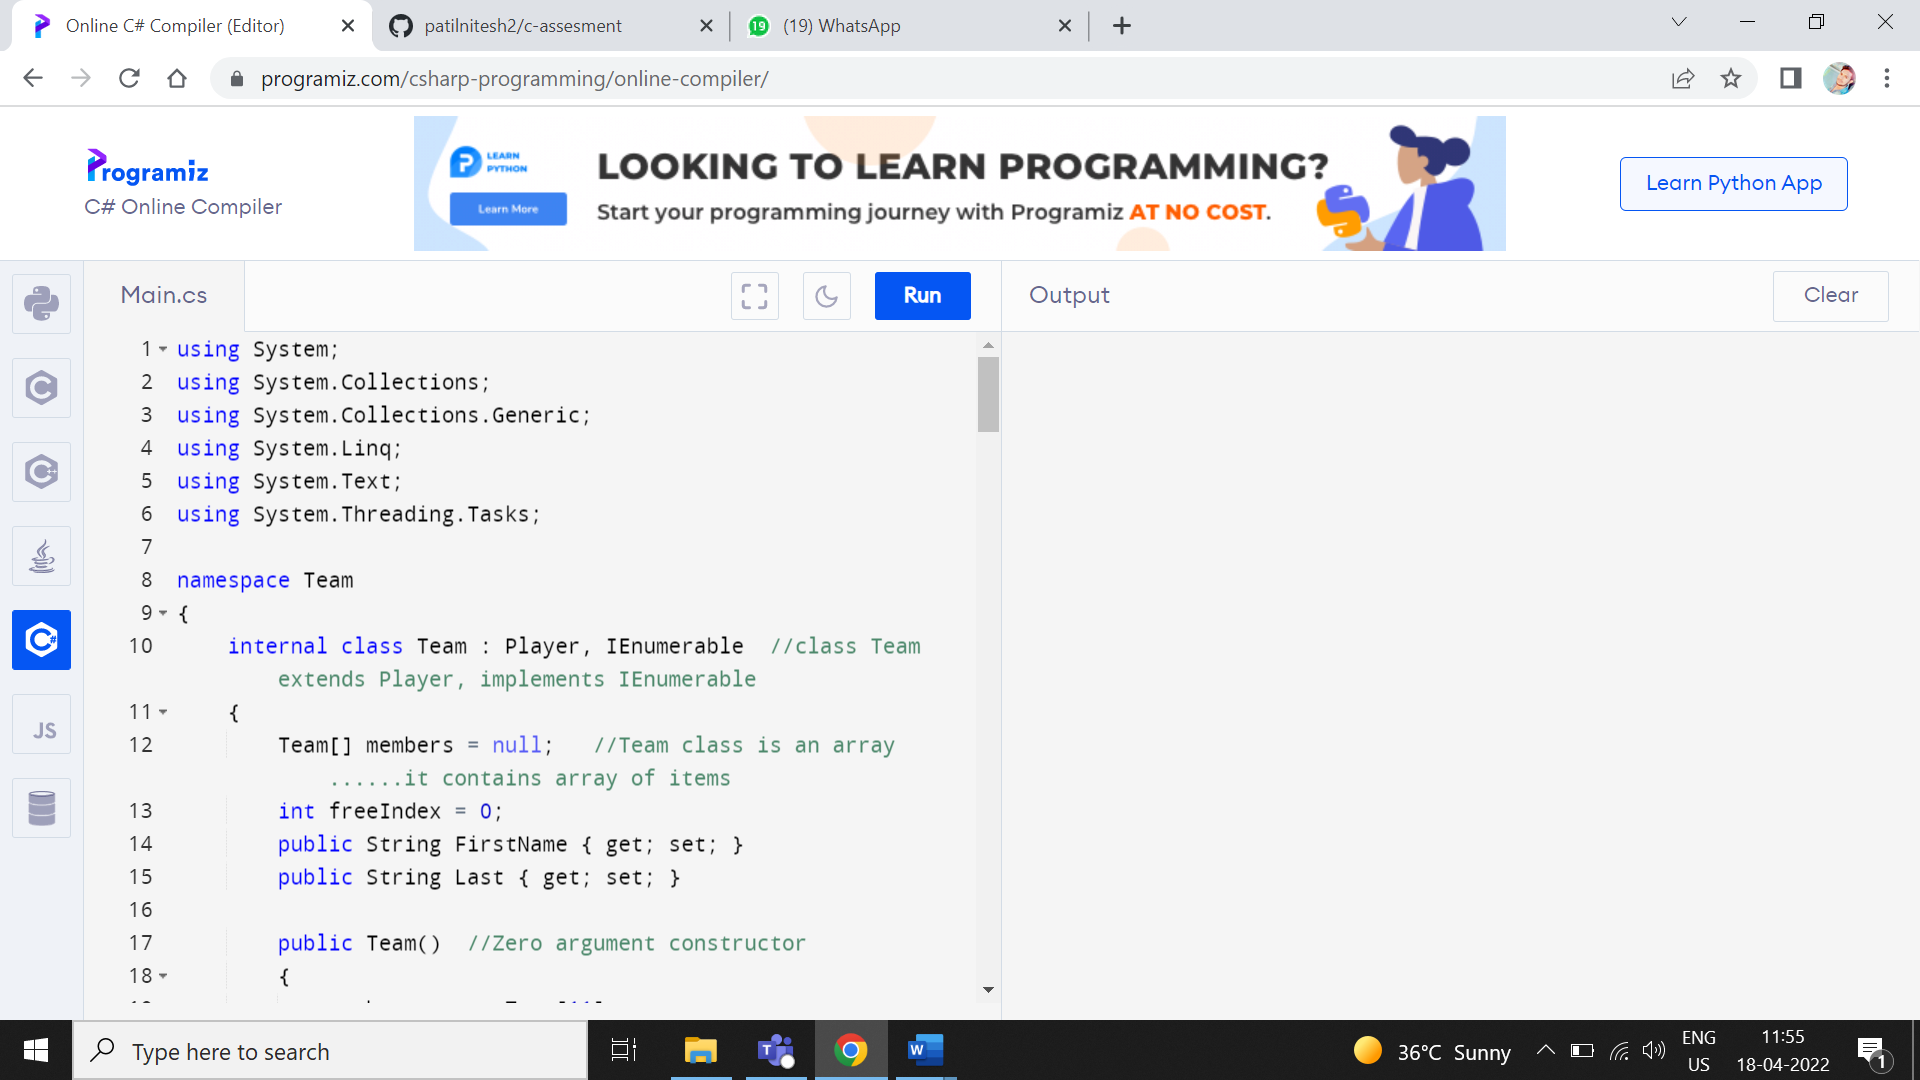 Online C# Compiler (Editor)
patilnitesh2/c-assesment
19
(19) WhatsApp
programiz.com/csharp-programming/online-compiler/
Programiz
C# Online Compiler
LEARN
PYTHON
Learn More
LOOKING TO LEARN PROGRAMMING?
Start your programming journey with Programiz AT NO COST.
Learn Python App
Main.cs
Run
Output
Clear
JS
1 using System;
2 using System.Collections;
3 using System.Collections.Generic;
4 using System.Linq;
5 using System.Text;
6 using System.Threading.Tasks;
7
8 namespace Team
9 {
10 internal class Team : Player, IEnumerable //class Team
extends Player, implements IEnumerable
11 {
12 Team[] members = null; //Team class is an array
......it contains array of items
13 int freeIndex = 0;
14 public String FirstName { get; set; }
15 public String Last { get; set; }
16
17 public Team() //Zero argument constructor
18 {
Type here to search
36°C Sunny
ENG
US
11:55
18-04-2022
1